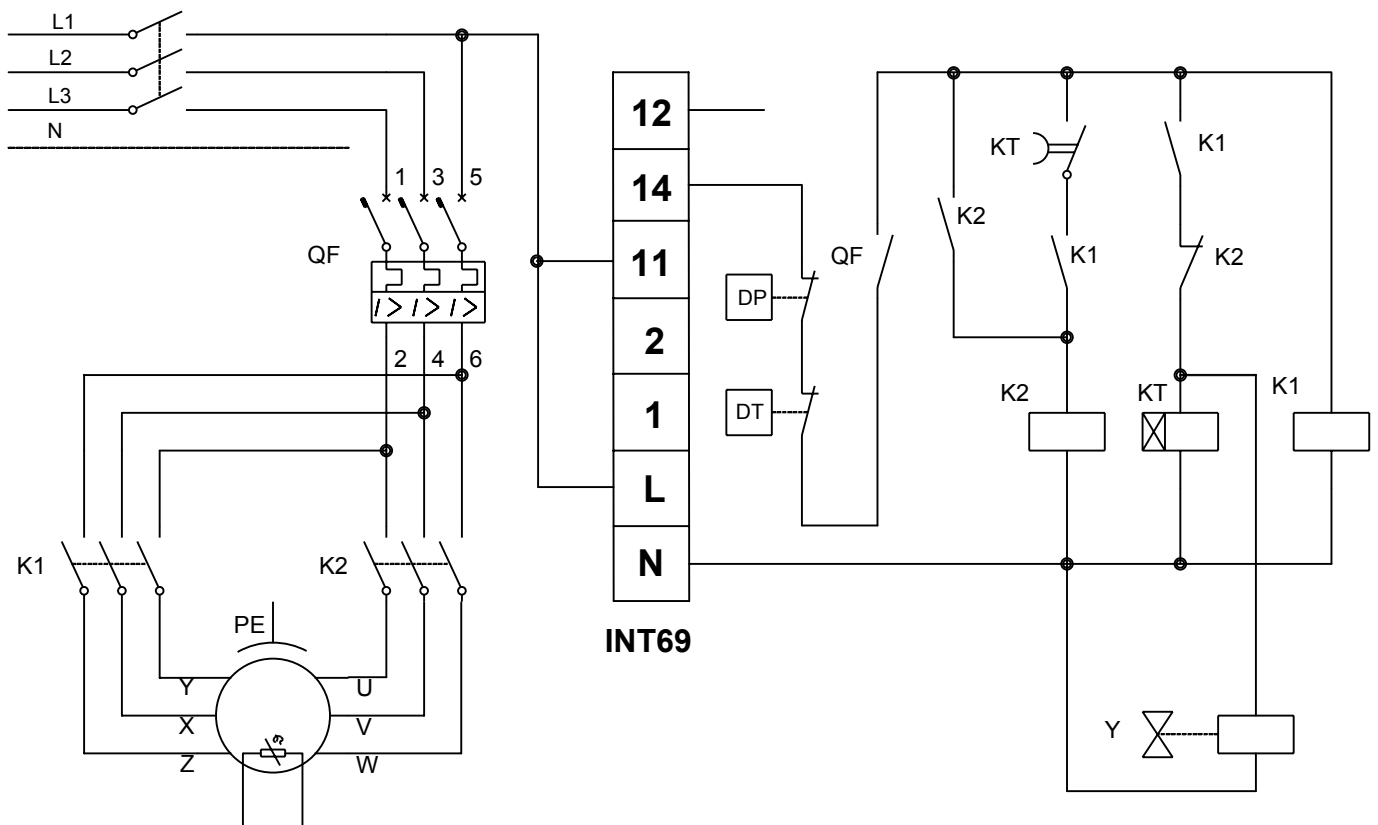 L1
L2
L3
N
1 3 5
QF
I> I> I>
2 4 6
K1
K2
PE
Y
U
X
V
Z
W
12
14
11
2
1
L
N
INT69
DP
DT
QF
K2
KT
K1
K1
K2
K2
KT
K1
Y